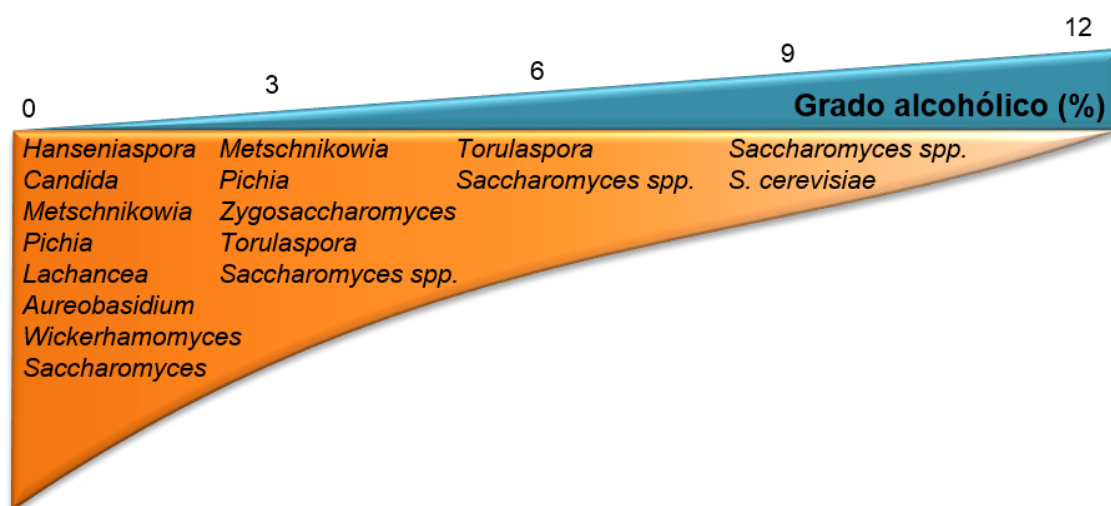 0
3
6
9
12
Grado alcohólico (%)
Hanseniaspora
Candida
Metschnikowia
Pichia
Lachancea
Aureobasidium
Wickerhamomyces
Saccharomyces
Metschnikowia
Pichia
Zygosaccharomyces
Torulaspora
Saccharomyces spp.
Torulaspora
Saccharomyces spp.
Saccharomyces spp.
S. cerevisiae